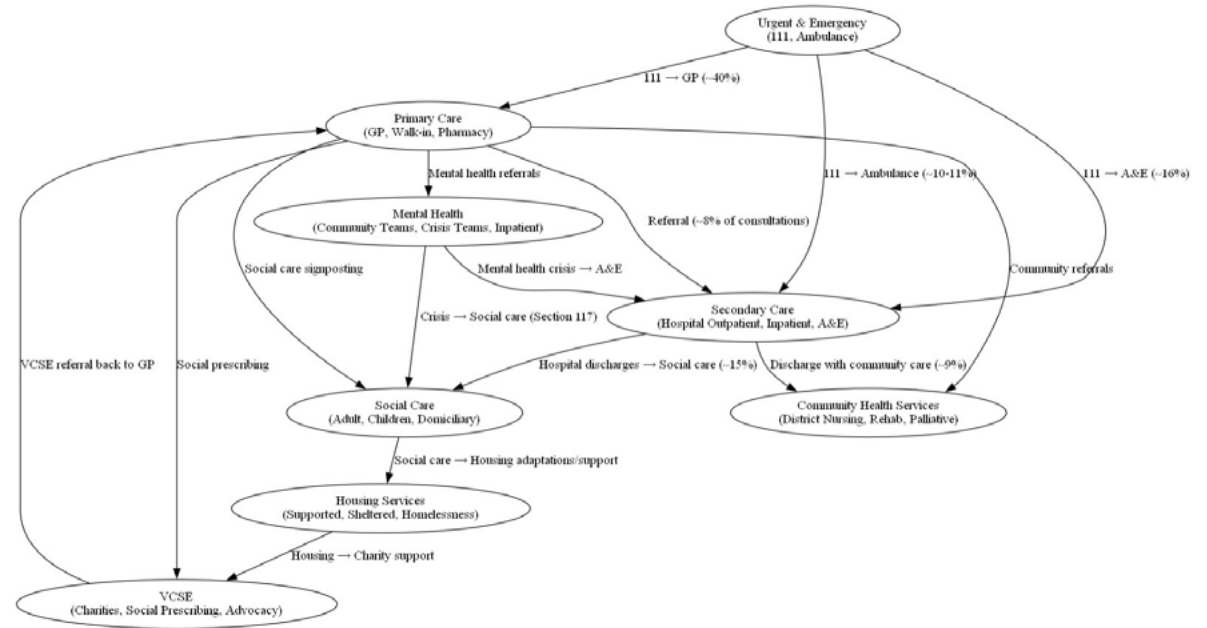 Urgent & Emergency
(111, Ambulance)
111 → GP (~40%)
Primary Care
(GP, Walk-in, Pharmacy)
Mental health referrals
111 → Ambulance (~10-11%)
111 → A&E (~16%)
Mental Health
(Community Teams, Crisis Teams, Inpatient)
Referral (~8% of consultations)
Social care signposting
Mental health crisis → A&E
Community referrals
Secondary Care
(Hospital Outpatient, Inpatient, A&E)
Crisis → Social care (Section 117)
VCSE referral back to GP
Social prescribing
Hospital discharges → Social care (~15%)
Discharge with community care (~9%)
Social Care
(Adult, Children, Domiciliary)
Community Health Services
(District Nursing, Rehab, Palliative)
Social care → Housing adaptations/support
Housing Services
(Supported, Sheltered, Homelessness)
Housing → Charity support
VCSE
(Charities, Social Prescribing, Advocacy)